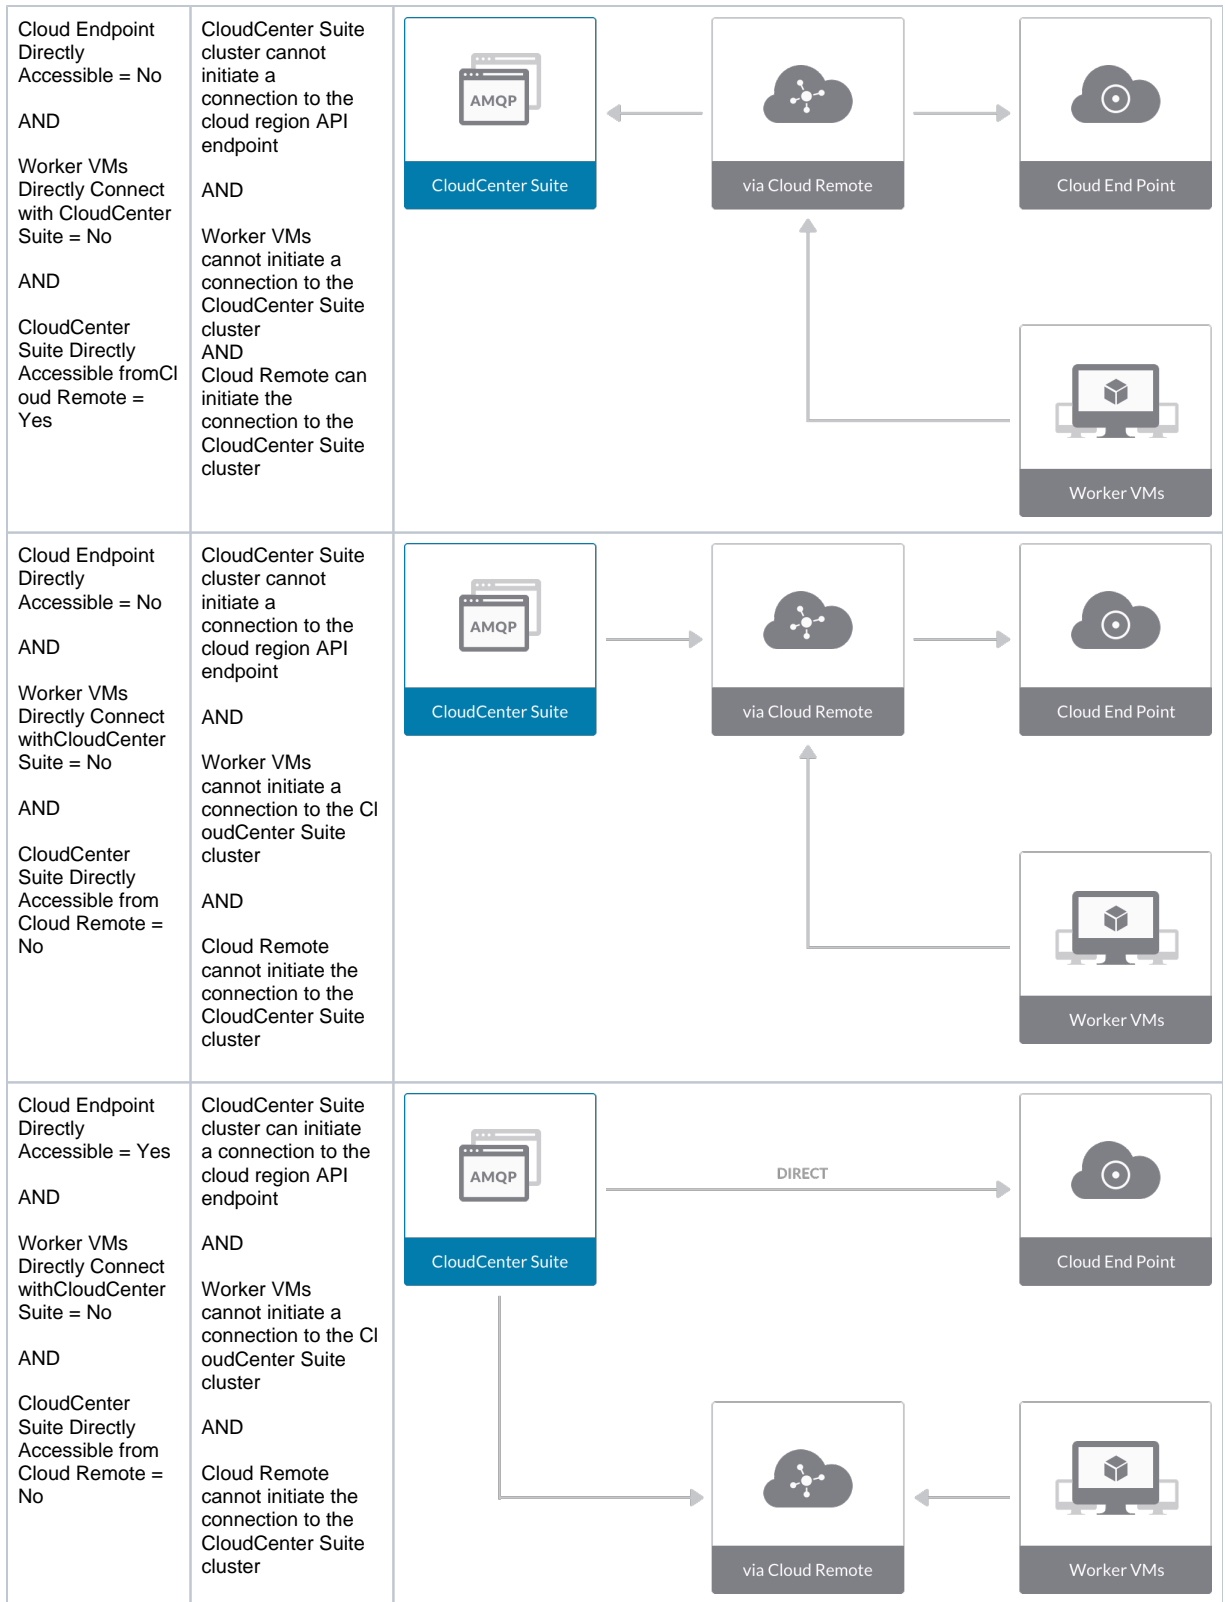 Cloud Endpoint
Directly
Accessible = No
AND
Worker VMs
Directly Connect
with CloudCenter
Suite = No
AND
CloudCenter
Suite Directly
Accessible fromCl
oud Remote =
Yes
CloudCenter Suite
cluster cannot
initiate a
connection to the
cloud region API
endpoint
AND
Worker VMs
cannot initiate a
connection to the
CloudCenter Suite
cluster
AND
Cloud Remote can
initiate the
connection to the
CloudCenter Suite
cluster
AMQP
CloudCenter Suite
via Cloud Remote
Cloud End Point
Worker VMs
Cloud Endpoint
Directly
Accessible = No
AND
Worker VMs
Directly Connect
withCloudCenter
Suite = No
AND
CloudCenter
Suite Directly
Accessible from
Cloud Remote =
No
CloudCenter Suite
cluster cannot
initiate a
connection to the
cloud region API
endpoint
AND
Worker VMs
cannot initiate a
connection to the Cl
oudCenter Suite
cluster
AND
Cloud Remote
cannot initiate the
connection to the
CloudCenter Suite
cluster
AMQP
CloudCenter Suite
via Cloud Remote
Cloud End Point
Worker VMs
Cloud Endpoint
Directly
Accessible = Yes
AND
Worker VMs
Directly Connect
withCloudCenter
Suite = No
AND
CloudCenter
Suite Directly
Accessible from
Cloud Remote =
No
CloudCenter Suite
cluster can initiate
a connection to the
cloud region API
endpoint
AND
Worker VMs
cannot initiate a
connection to the Cl
oudCenter Suite
cluster
AND
Cloud Remote
cannot initiate the
connection to the
CloudCenter Suite
cluster
AMQP
CloudCenter Suite
DIRECT
Cloud End Point
via Cloud Remote
Worker VMs